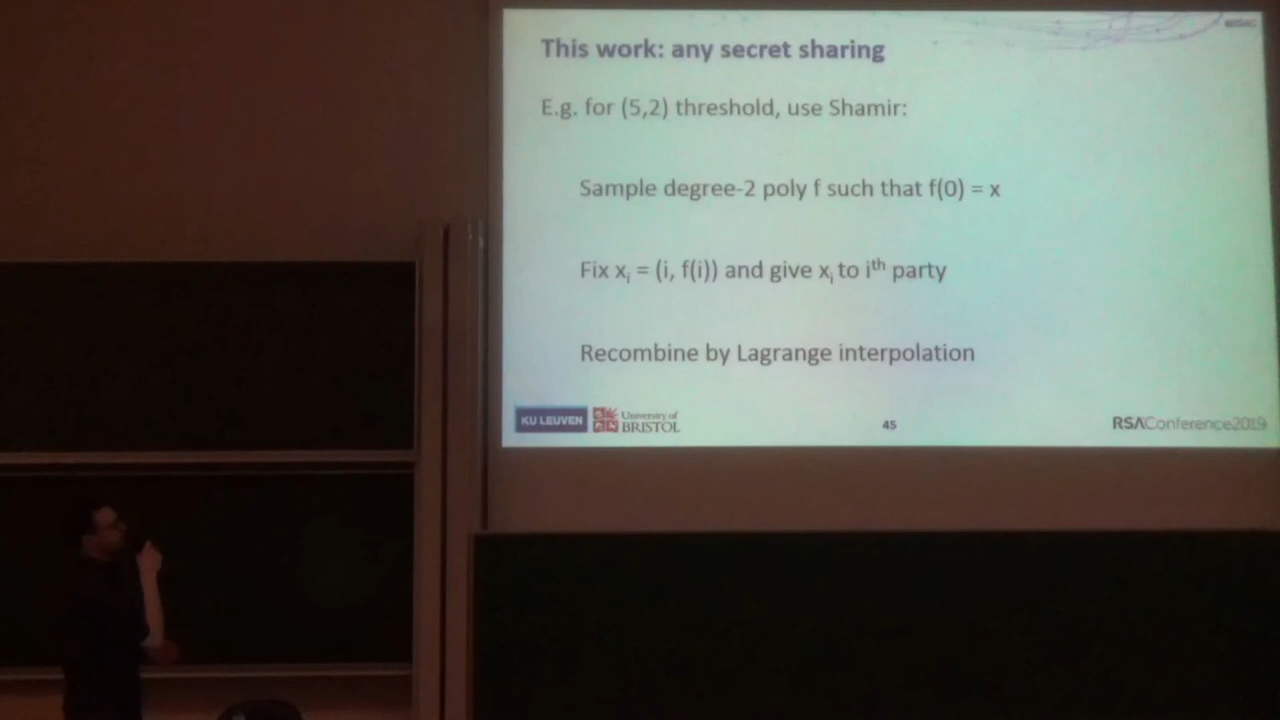 This work: any secret sharing
E.g. for (5,2) threshold, use Shamir:
Sample degree-2 poly f such that f(0) = x
Fix xᵢ = (i, f(i)) and give xᵢ to iᵗʰ party
Recombine by Lagrange interpolation
KU LEUVEN
University of
BRISTOL
45
RSAConference2019